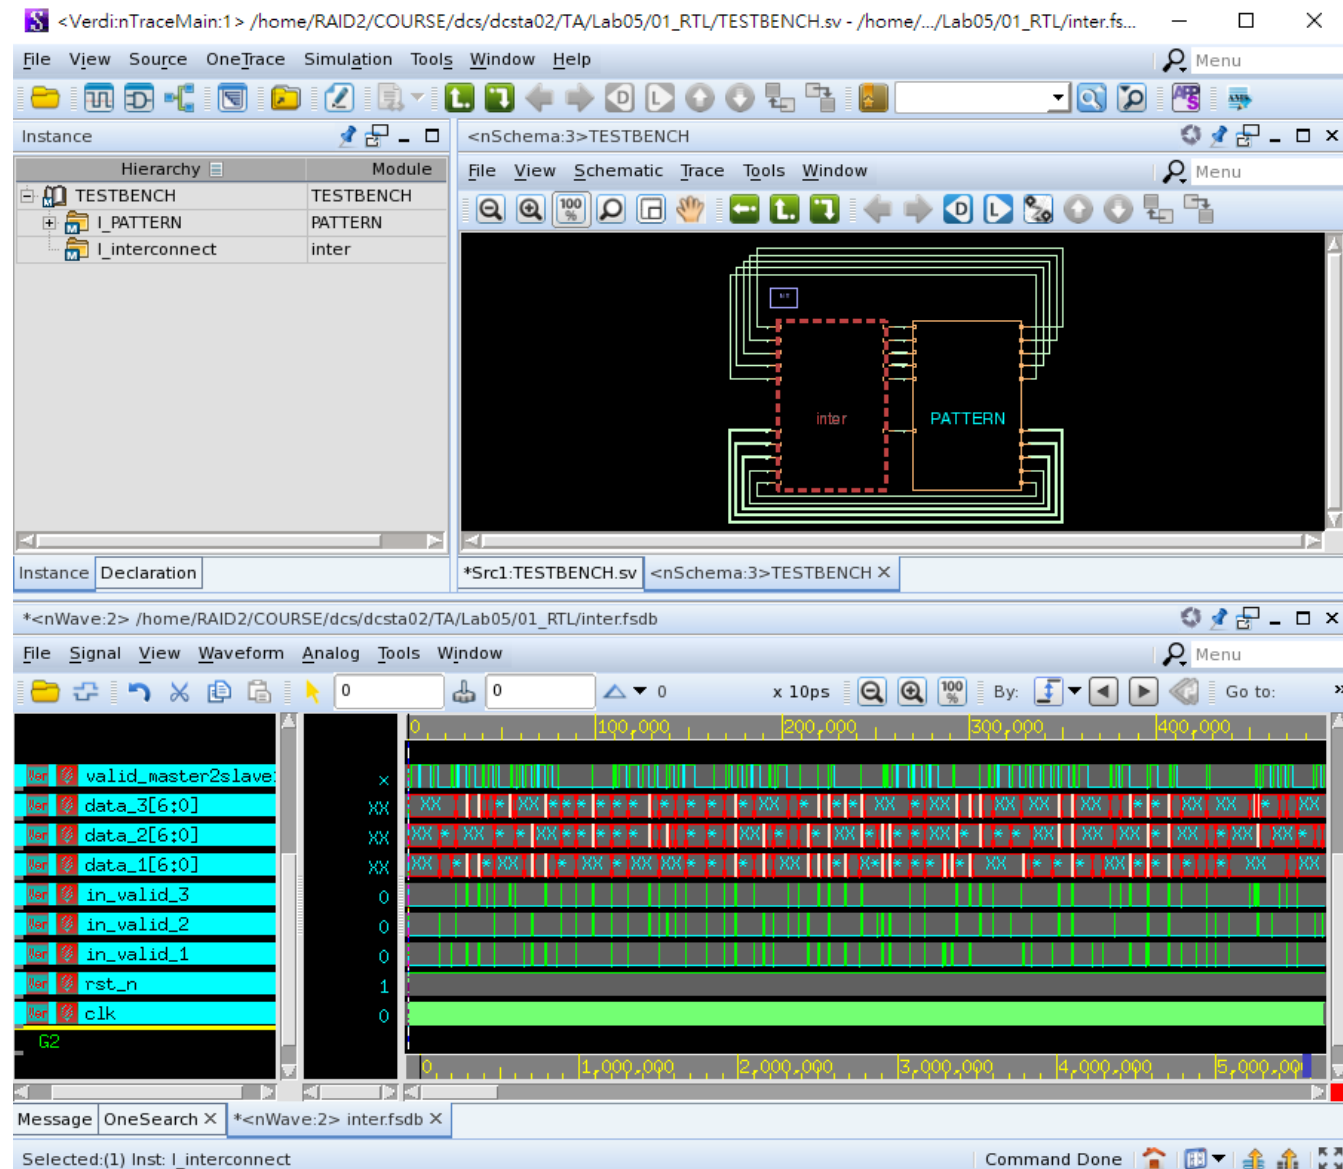 <Verdi:nTraceMain:1> /home/RAID2/COURSE/dcs/dcsta02/TA/Lab05/01_RTL/TESTBENCH.sv - /home/.../Lab05/01_RTL/inter.fs...
File View Source OneTrace Simulation Tools Window Help Menu
Instance
Hierarchy Module
TESTBENCH TESTBENCH
I_PATTERN PATTERN
I_interconnect inter
Instance Declaration
<nSchema:3>TESTBENCH
File View Schematic Trace Tools Window Menu
100 %
inter PATTERN
*Src1:TESTBENCH.sv <nSchema:3>TESTBENCH
*<nWave:2> /home/RAID2/COURSE/dcs/dcsta02/TA/Lab05/01_RTL/inter.fsdb
File Signal View Waveform Analog Tools Window Menu
0 0 0 x 10ps 100 % By: Go to: »
0 100,000 200,000 300,000 400,000
valid_master2slave x
data_3[6:0] XX
data_2[6:0] XX
data_1[6:0] XX
in_valid_3 0
in_valid_2 0
in_valid_1 0
rst_n 1
clk 0
G2
0 1,000,000 2,000,000 3,000,000 4,000,000 5,000,00
Message OneSearch *<nWave:2> inter.fsdb
Selected:(1) Inst: I_interconnect Command Done